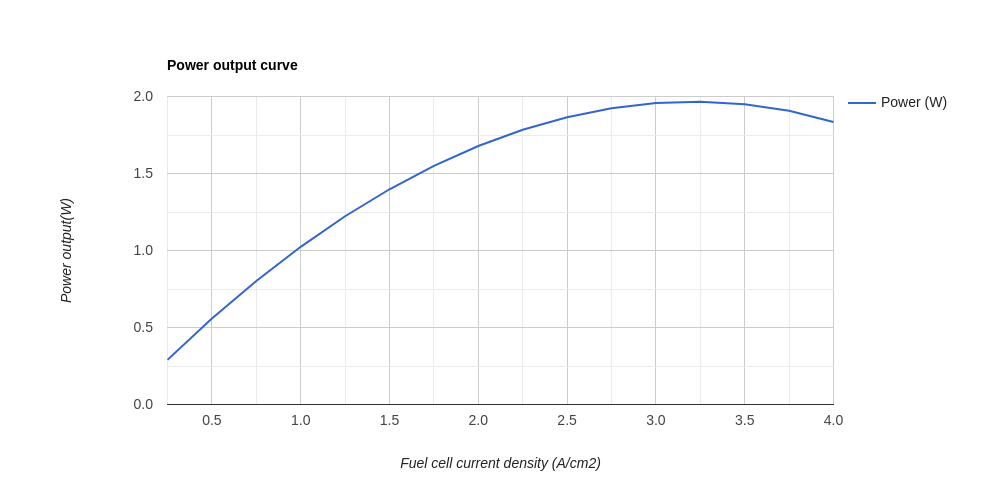 Power output curve
Power (W)
Power output(W)
2.0
1.5
1.0
0.5
0.0
0.5 1.0 1.5 2.0 2.5 3.0 3.5 4.0
Fuel cell current density (A/cm2)